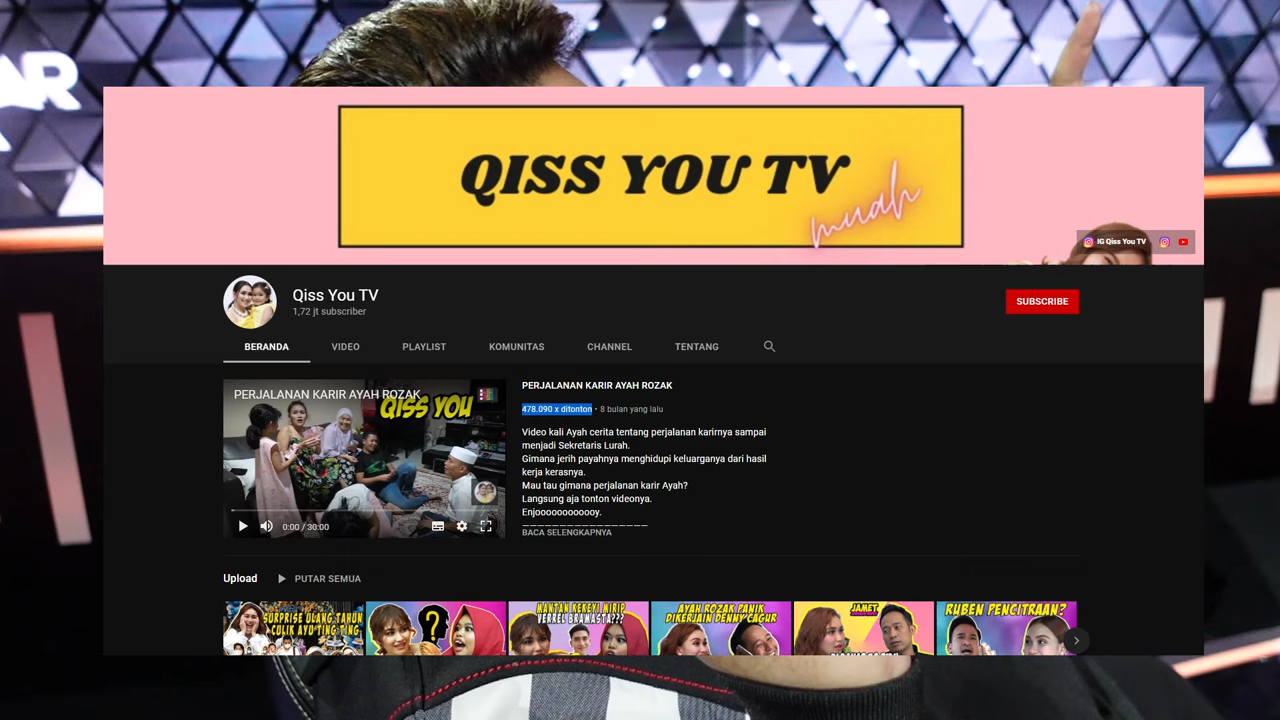 AR
QISS YOU TV
muah
IG Qiss You TV
Qiss You TV
1,72 jt subscriber
SUBSCRIBE
BERANDA VIDEO PLAYLIST KOMUNITAS CHANNEL TENTANG
PERJALANAN KARIR AYAH ROZAK
QISS YOU
0:00 / 30:00
PERJALANAN KARIR AYAH ROZAK
478.090 x ditonton • 8 bulan yang lalu
Video kali Ayah cerita tentang perjalanan karirnya sampai
menjadi Sekretaris Lurah.
Gimana jerih payahnya menghidupi keluarganya dari hasil
kerja kerasnya.
Mau tau gimana perjalanan karir Ayah?
Langsung aja tonton videonya.
Enjooooooooooy.
BACA SELENGKAPNYA
Upload PUTAR SEMUA
SURPRISE ULANG TAHUN
CULIK AYU TING TING
?
MANTAN KEKEYI MIRIP
VERREL BRAMASTA???
AYAH ROZAK PANIK
DIKERJAIN DENNY CAGUR
JAMET
RUBEN PENCITRAAN?